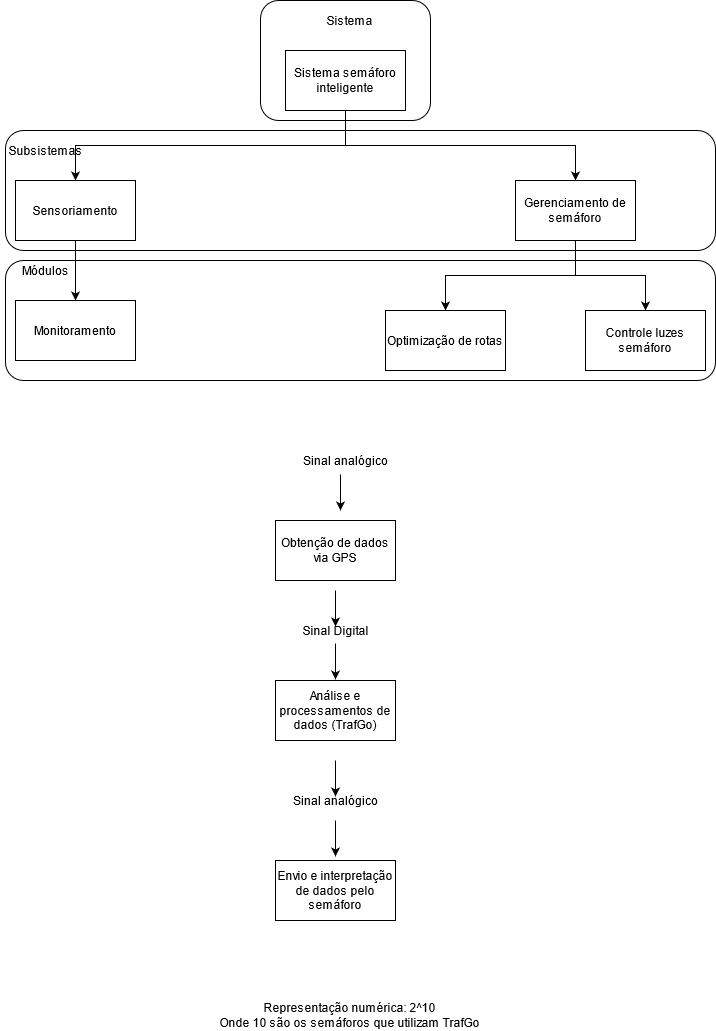 Sistema
Sistema semáforo
inteligente
Subsistemas
Sensoriamento
Gerenciamento de
semáforo
Módulos
Monitoramento
Optimização de rotas
Controle luzes
semáforo
Sinal analógico
Obtenção de dados
via GPS
Sinal Digital
Análise e
processamentos de
dados (TrafGo)
Sinal analógico
Envio e interpretação
de dados pelo
semáforo
Representação numérica: 2^10
Onde 10 são os semáforos que utilizam TrafGo